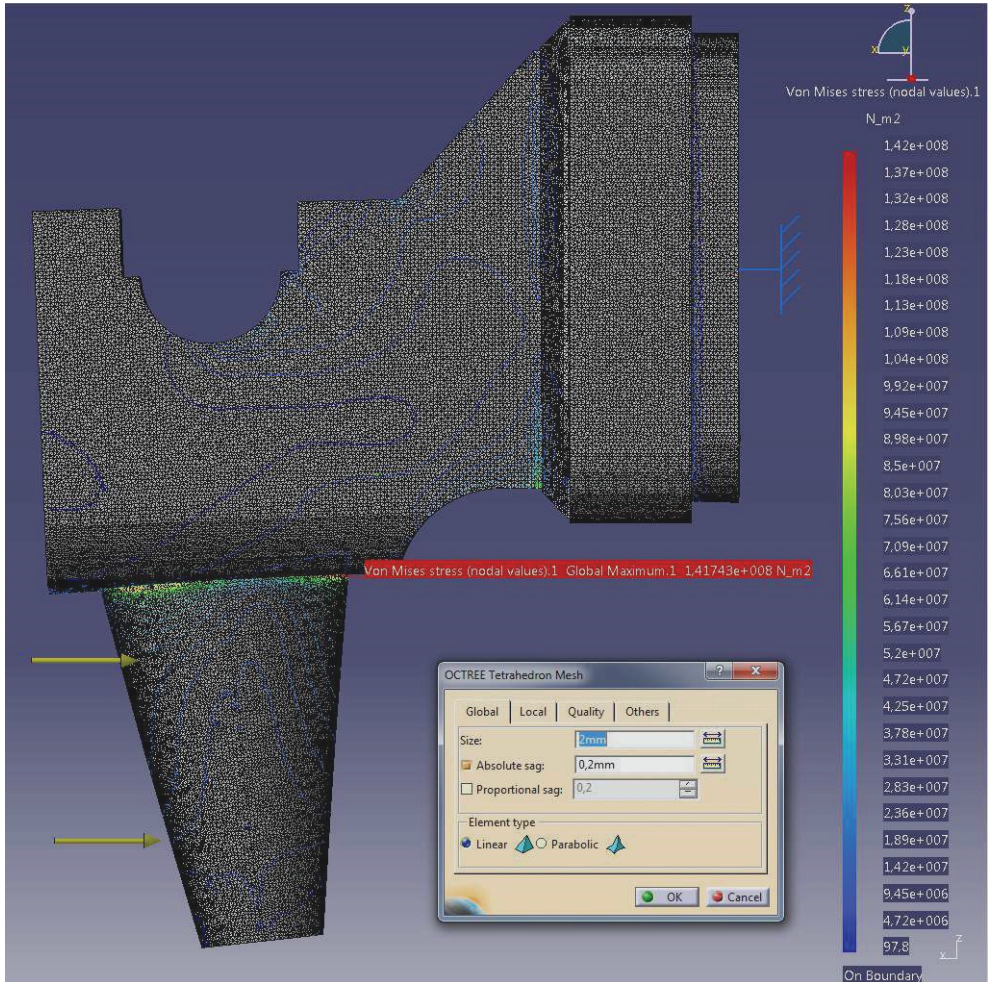 z
x
y
Von Mises stress (nodal values).1
N_m2
1,42e+008
1,37e+008
1,32e+008
1,28e+008
1,23e+008
1,18e+008
1,13e+008
1,09e+008
1,04e+008
9,92e+007
9,45e+007
8,98e+007
8,5e+007
8,03e+007
7,56e+007
7,09e+007
6,61e+007
6,14e+007
5,67e+007
5,2e+007
4,72e+007
4,25e+007
3,78e+007
3,31e+007
2,83e+007
2,36e+007
1,89e+007
1,42e+007
9,45e+006
4,72e+006
97,8
On Boundary
Von Mises stress (nodal values).1 Global Maximum.1 1,41743e+008 N_m2
OCTREE Tetrahedron Mesh
Global Local Quality Others
Size: 2mm
Absolute sag: 0,2mm
Proportional sag: 0,2
Element type
Linear Parabolic
OK Cancel
z
x